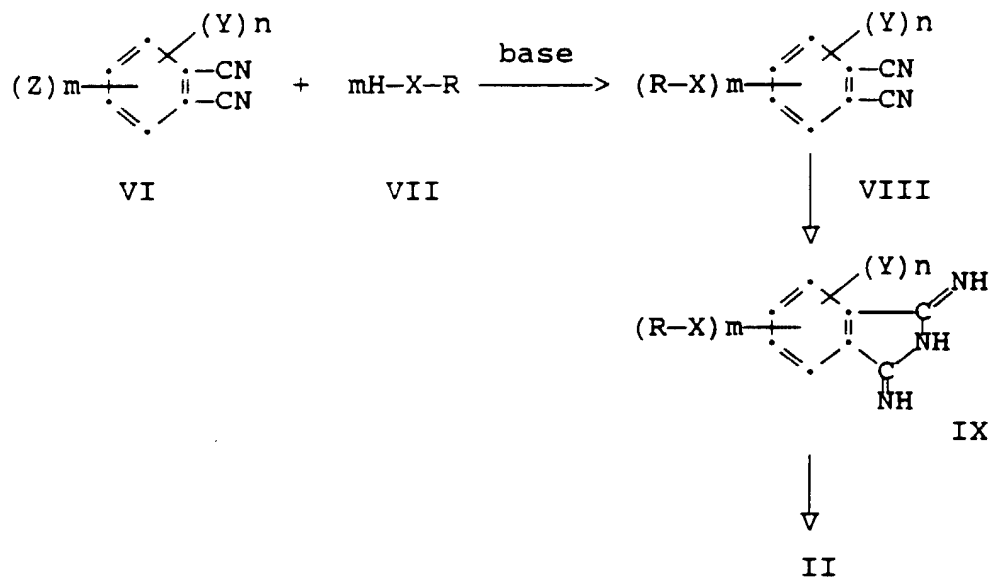 (Y)n
(Z)m
CN
CN
+
mH—X—R
base
(R—X)m
(Y)n
CN
CN
VI
VII
VIII
(Y)n
NH
C
(R—X)m
NH
C
NH
IX
II